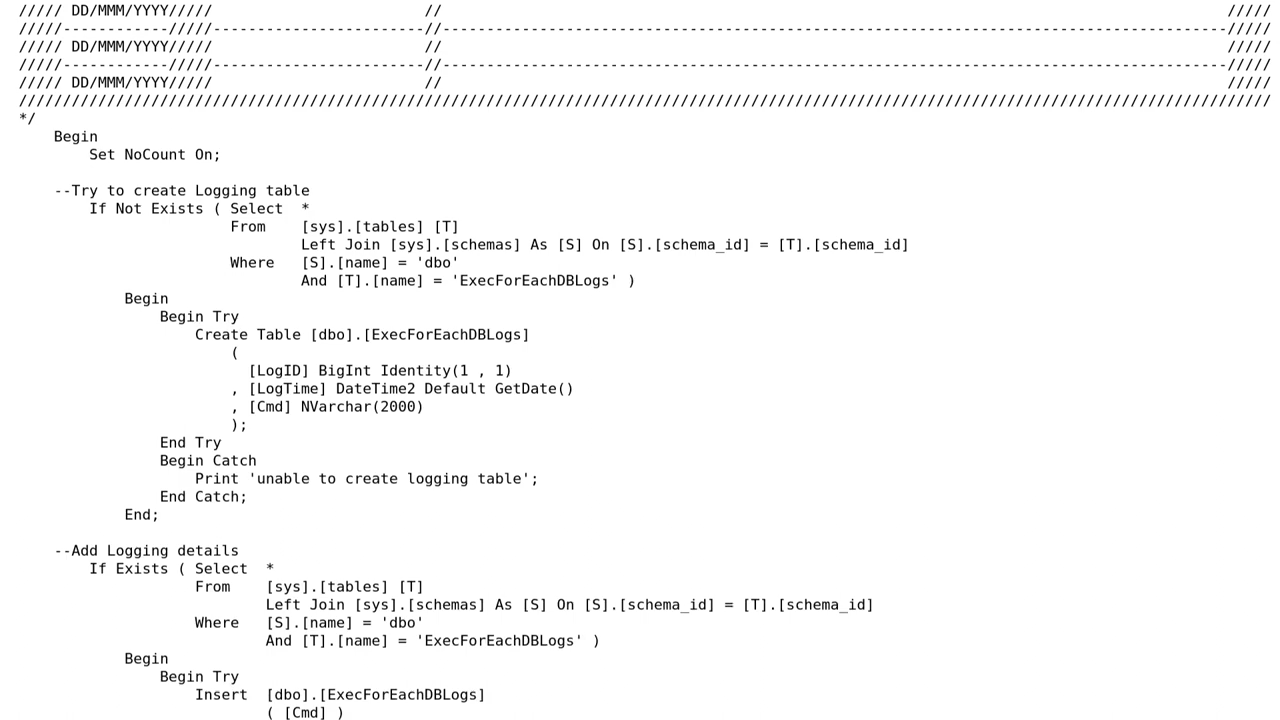 ///// DD/MMM/YYYY/////                        //                                                                                         /////
/////------------/////------------------------//-----------------------------------------------------------------------------------------/////
///// DD/MMM/YYYY/////                        //                                                                                         /////
/////------------/////------------------------//-----------------------------------------------------------------------------------------/////
///// DD/MMM/YYYY/////                        //                                                                                         /////
//////////////////////////////////////////////////////////////////////////////////////////////////////////////////////////////////////////////
*/
    Begin
        Set NoCount On;

    --Try to create Logging table
        If Not Exists ( Select  *
                        From    [sys].[tables] [T]
                                Left Join [sys].[schemas] As [S] On [S].[schema_id] = [T].[schema_id]
                        Where   [S].[name] = 'dbo'
                                And [T].[name] = 'ExecForEachDBLogs' )
            Begin
                Begin Try
                    Create Table [dbo].[ExecForEachDBLogs]
                        (
                          [LogID] BigInt Identity(1 , 1)
                        , [LogTime] DateTime2 Default GetDate()
                        , [Cmd] NVarchar(2000)
                        );
                End Try
                Begin Catch
                    Print 'unable to create logging table';
                End Catch;
            End;

    --Add Logging details
        If Exists ( Select  *
                    From    [sys].[tables] [T]
                            Left Join [sys].[schemas] As [S] On [S].[schema_id] = [T].[schema_id]
                    Where   [S].[name] = 'dbo'
                            And [T].[name] = 'ExecForEachDBLogs' )
            Begin
                Begin Try
                    Insert  [dbo].[ExecForEachDBLogs]
                            ( [Cmd] )